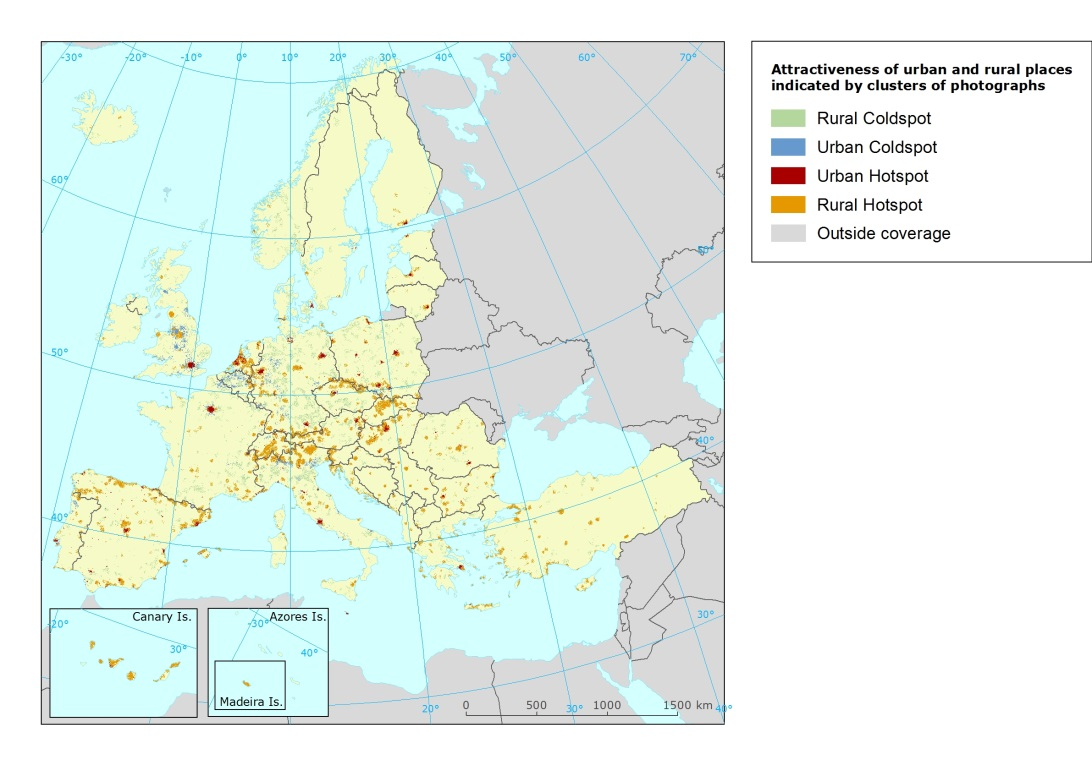 -30° -20° -10° 0° 10° 20° 30° 40° 50° 60° 70°
60°
50°
50°
40°
40°
30°
Canary Is.
20°
30°
Azores Is.
-30°
40°
Madeira Is.
0 500 1000 1500 km
20° 30° 40°
Attractiveness of urban and rural places
indicated by clusters of photographs
Rural Coldspot
Urban Coldspot
Urban Hotspot
Rural Hotspot
Outside coverage